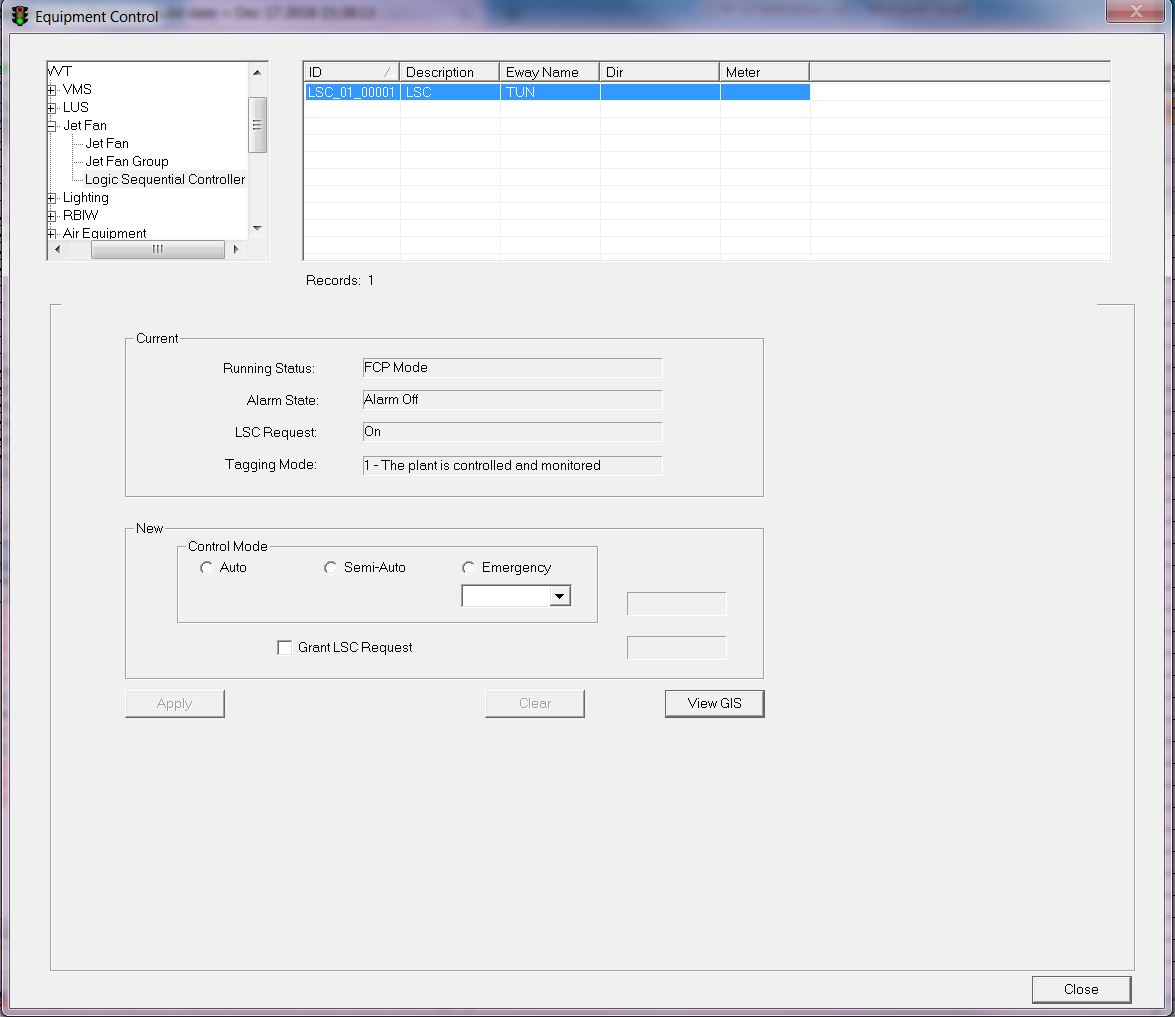 Equipment Control
VVT
VMS
LUS
Jet Fan
Jet Fan
Jet Fan Group
Logic Sequential Controller
Lighting
RBIW
Air Equipment
ID Description Eway Name Dir Meter
LSC_01_00001 LSC TUN
Records: 1
Current
Running Status: FCP Mode
Alarm State: Alarm Off
LSC Request: On
Tagging Mode: 1 - The plant is controlled and monitored
New
Control Mode
Auto Semi-Auto Emergency
Grant LSC Request
Apply Clear View GIS
Close